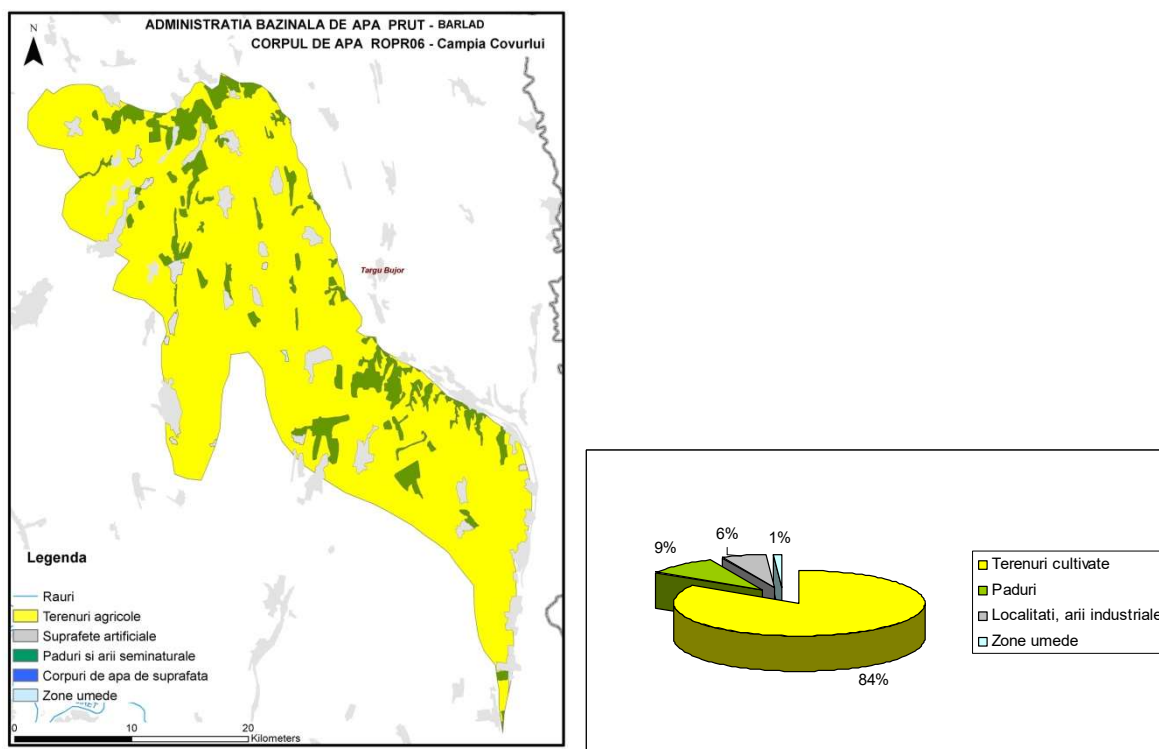 ADMINISTRATIA BAZINALA DE APA PRUT - BARLAD
CORPUL DE APA ROPR06 - Campia Covurlui
N
Targu Bujor
Legenda
Rauri
Terenuri agricole
Suprafete artificiale
Paduri si arii seminaturale
Corpuri de apa de suprafata
Zone umede
0 10 20
Kilometers
9%
6%
1%
84%
Terenuri cultivate
Paduri
Localitati, arii industriale
Zone umede